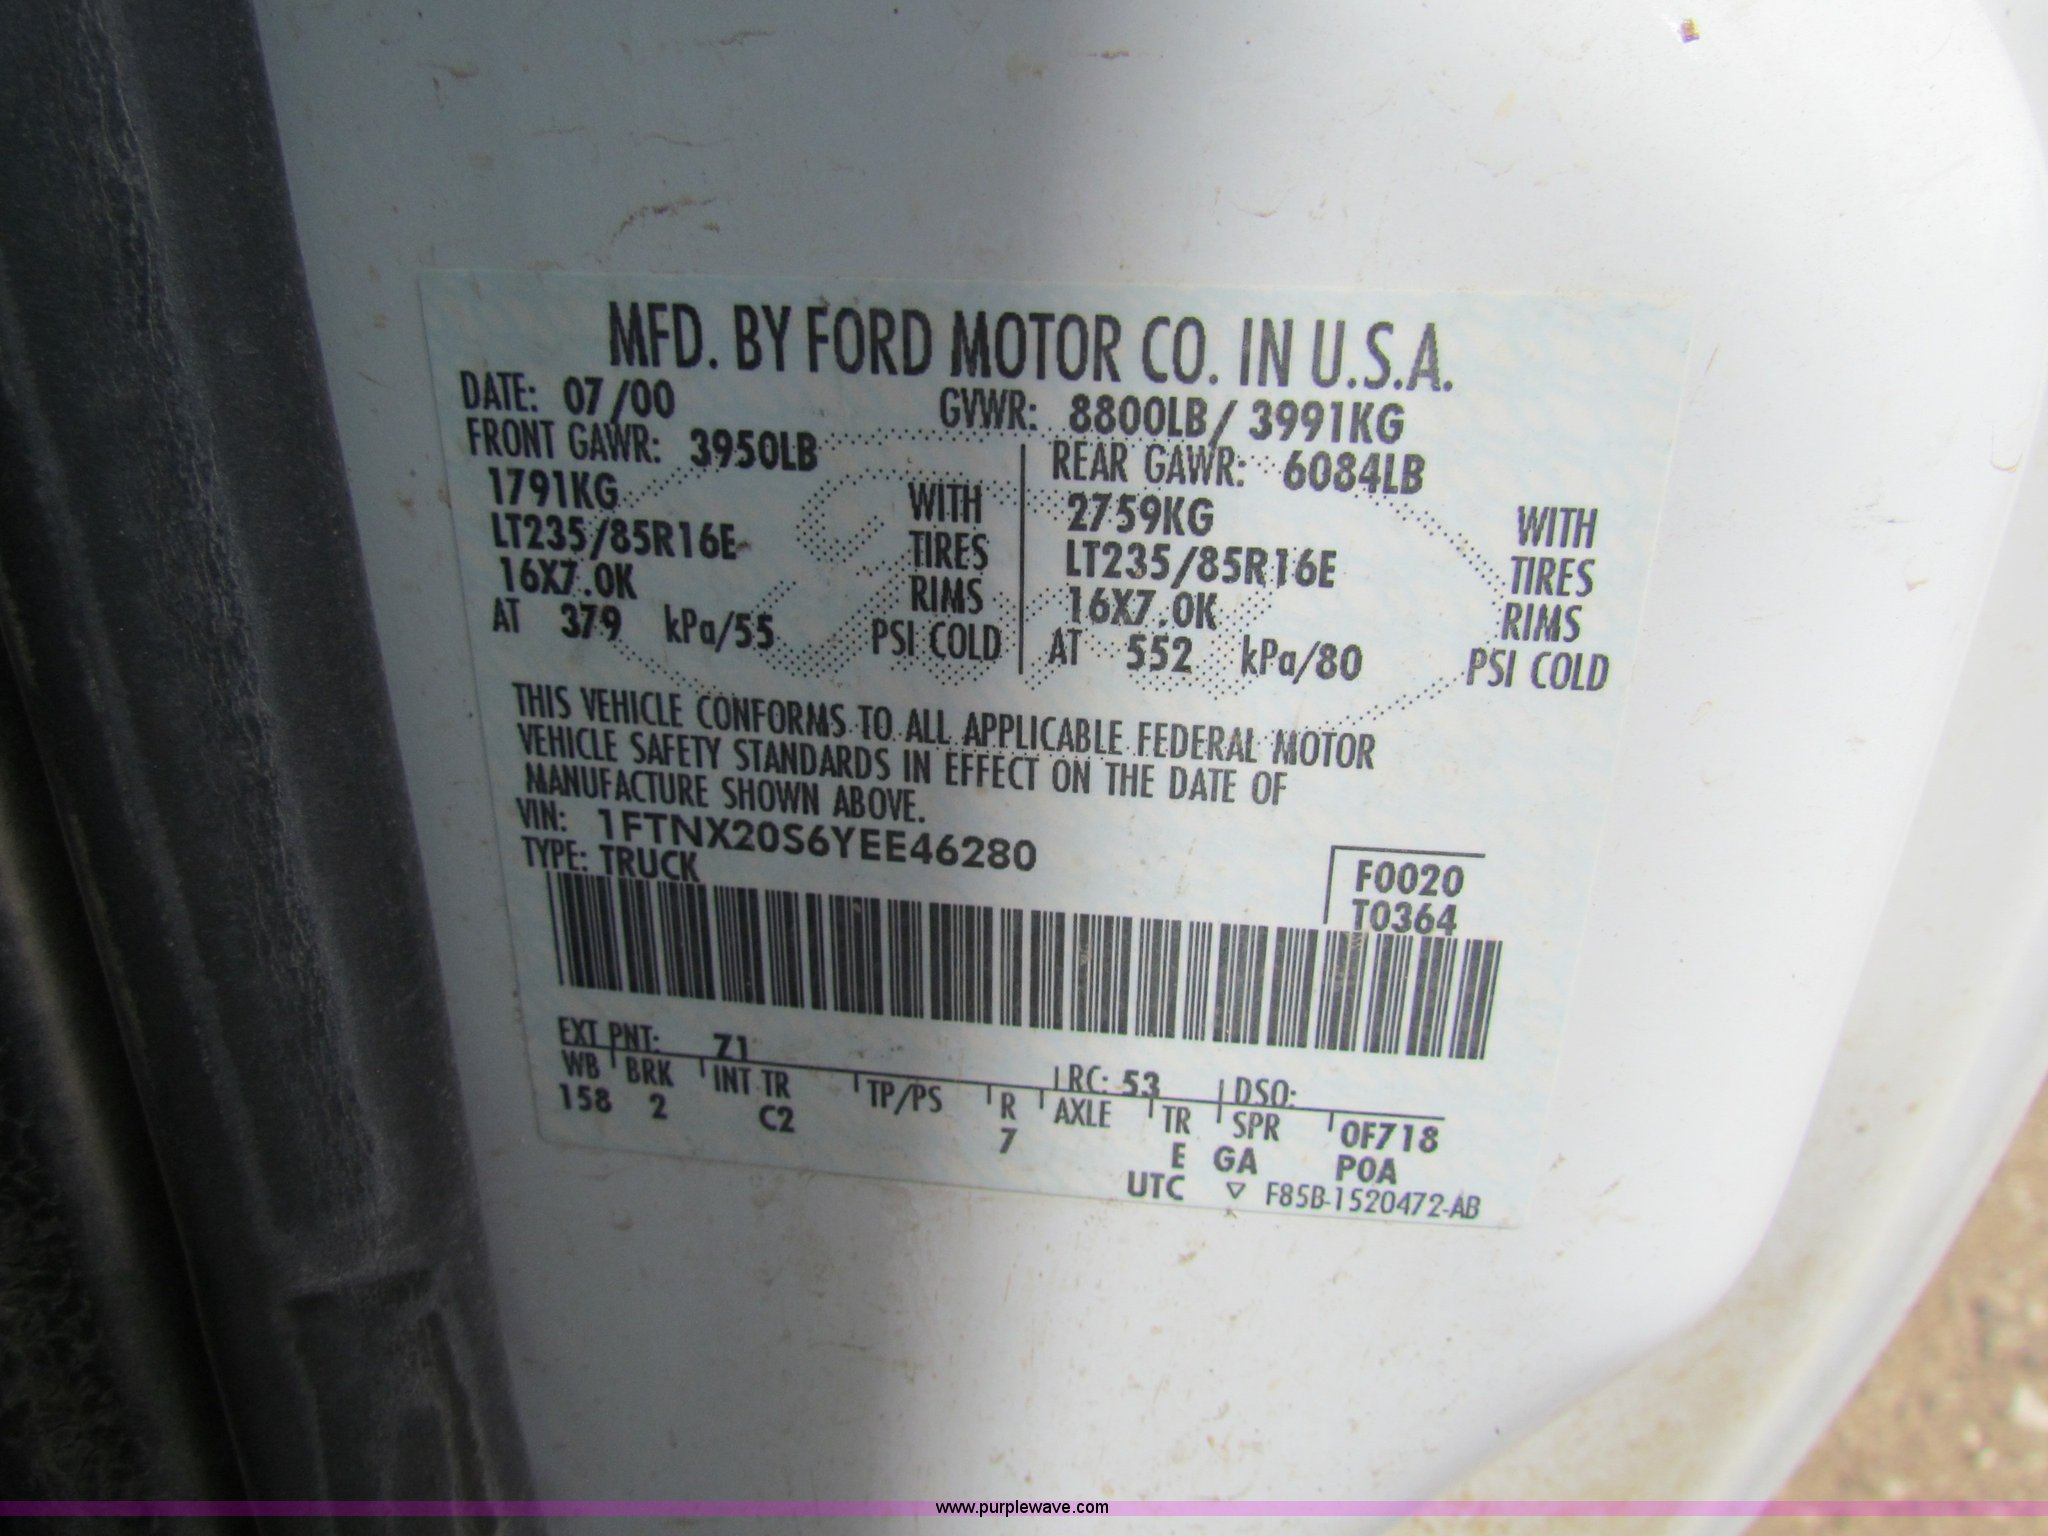 MFD. BY FORD MOTOR CO. IN U.S.A.
DATE: 07/00 GVWR: 8800LB/ 3991KG
FRONT GAWR: 3950LB REAR GAWR: 6084LB
1791KG WITH 2759KG WITH
LT235/85R16E TIRES LT235/85R16E TIRES
16X7.0K RIMS 16X7.0K RIMS
AT 379 kPa/55 PSI COLD AT 552 kPa/80 PSI COLD
THIS VEHICLE CONFORMS TO ALL APPLICABLE FEDERAL MOTOR
VEHICLE SAFETY STANDARDS IN EFFECT ON THE DATE OF
MANUFACTURE SHOWN ABOVE.
VIN: 1FTNX20S6YEE46280
TYPE: TRUCK
F0020
T0364
EXT PNT: Z1 RC: 53 DSO:
WB BRK INT TR TP/PS R AXLE TR SPR 0F718
158 2 C2 7 E GA P0A
UTC ▽ F85B-1520472-AB
www.purplewave.com